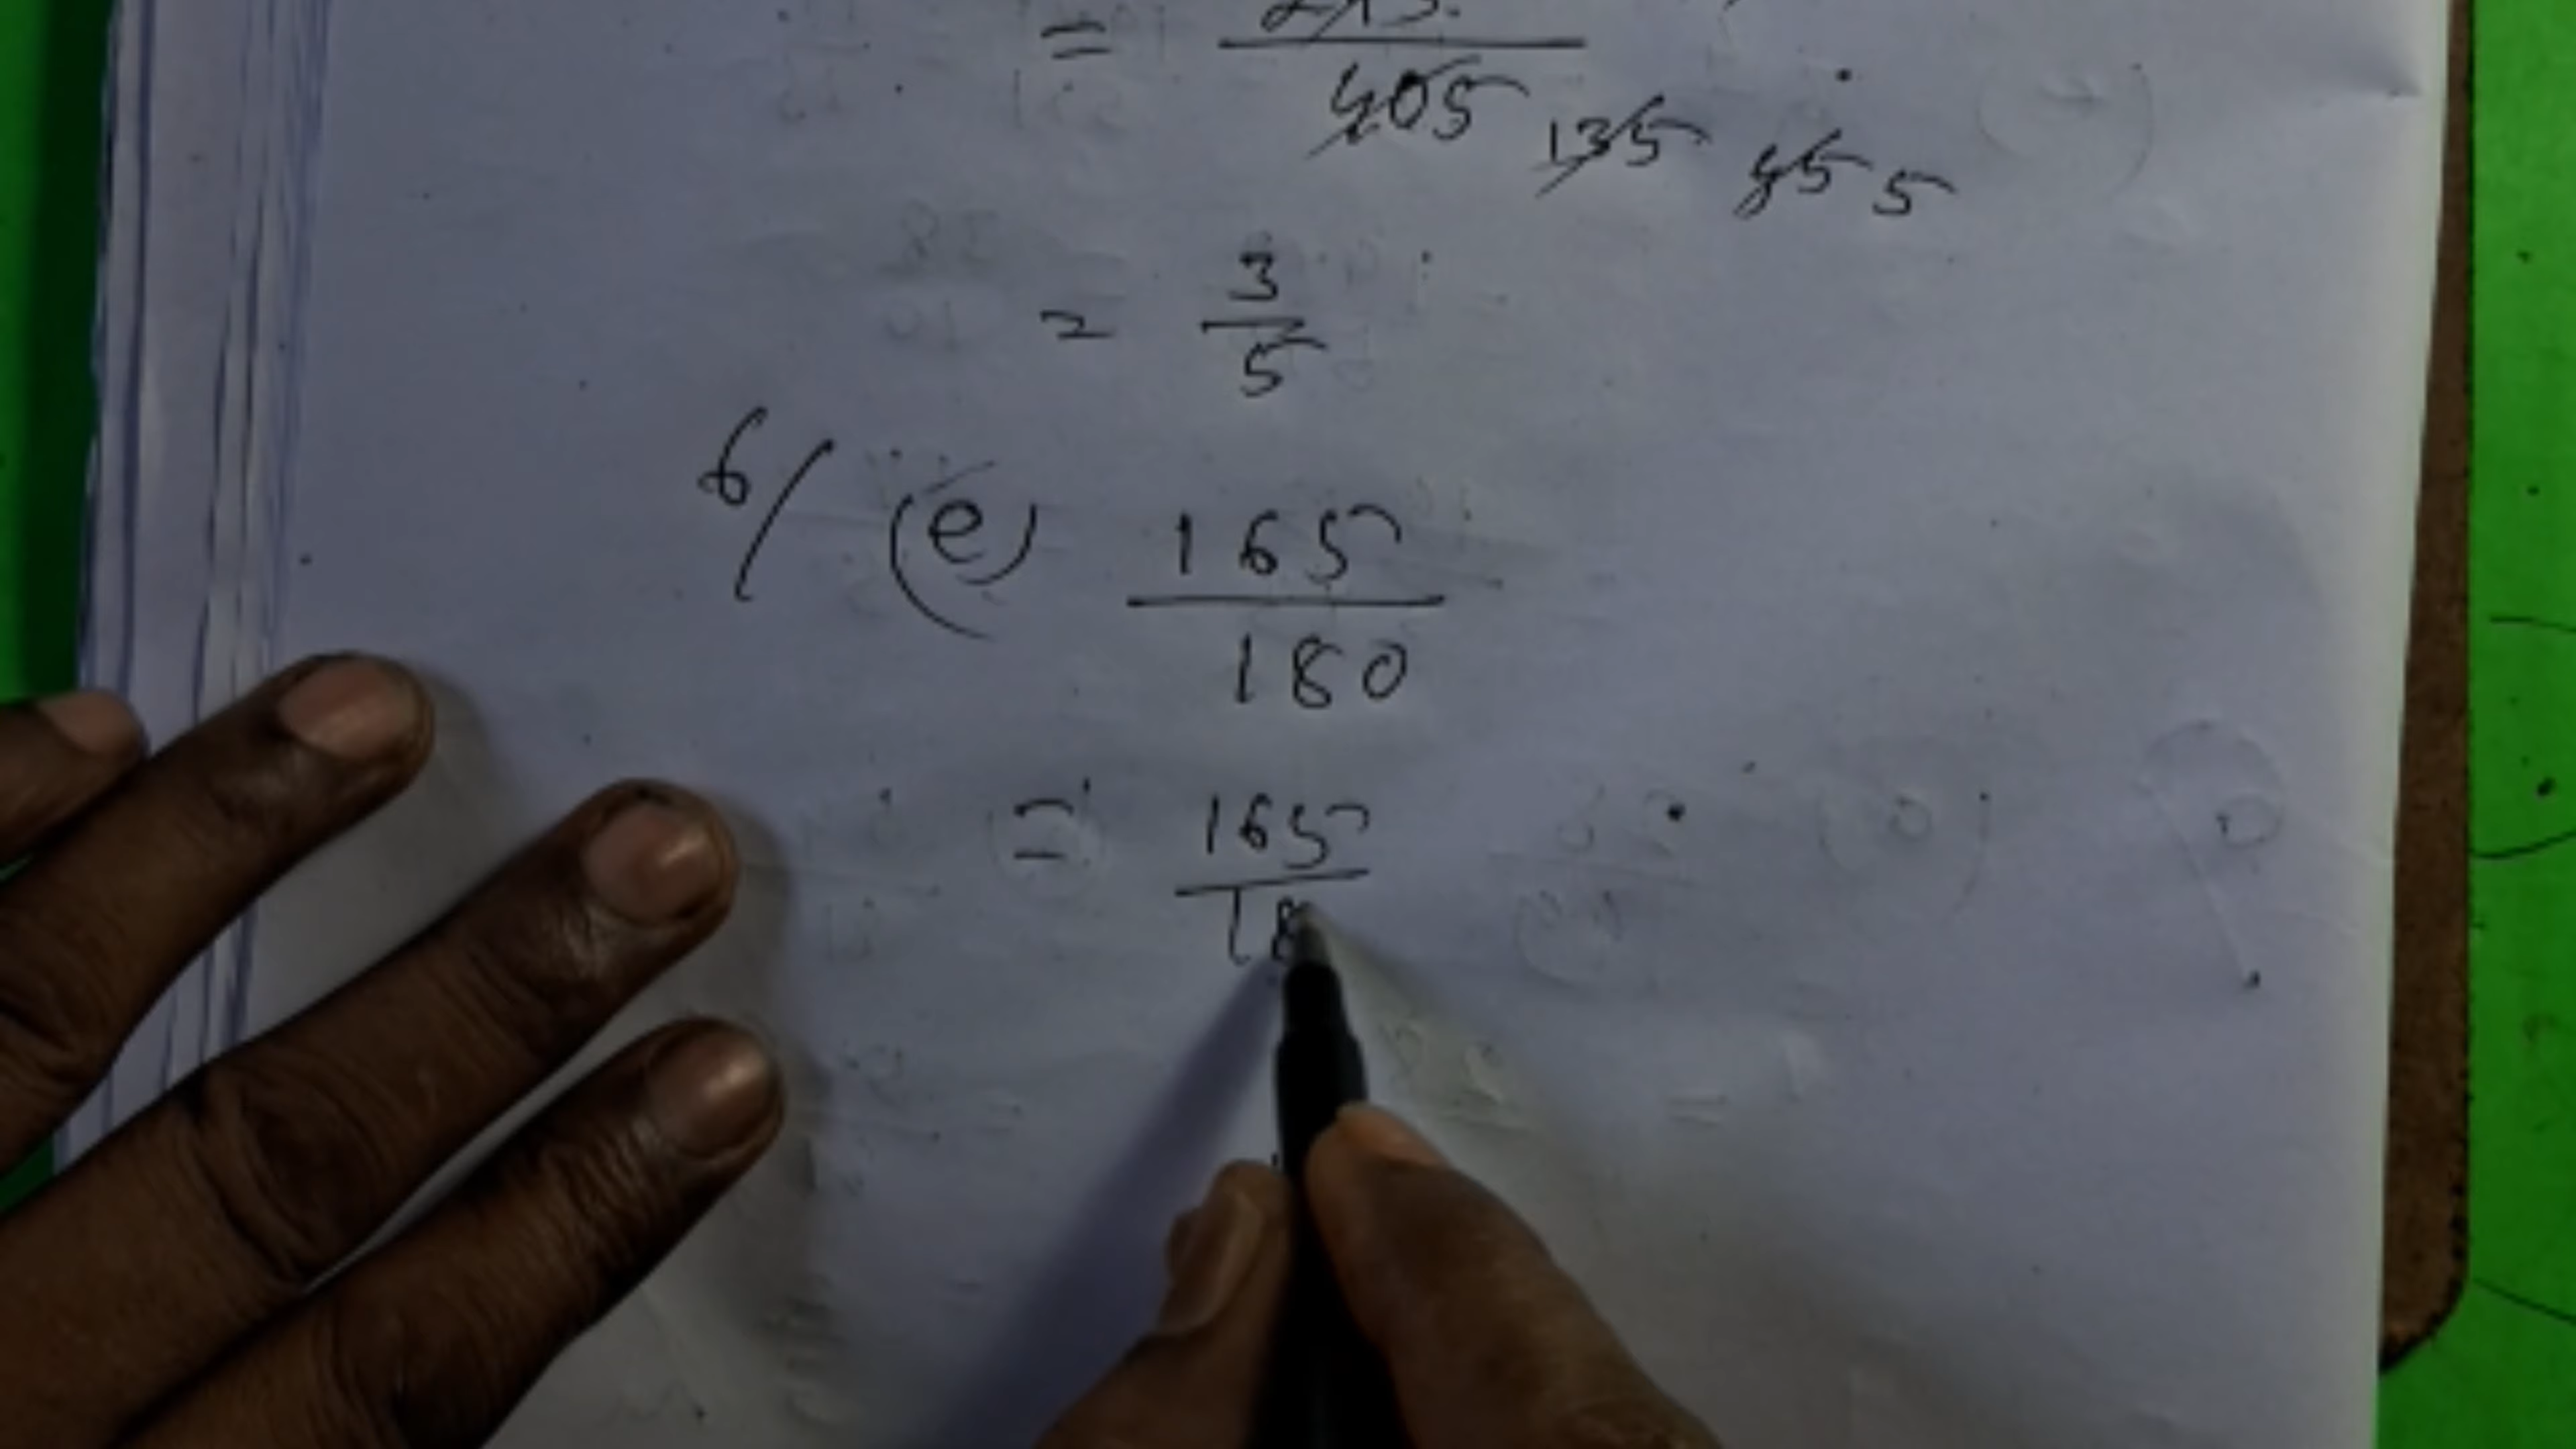 =
405 135 45 5
= 3/5
6/ (e) 165/180
= 165/18